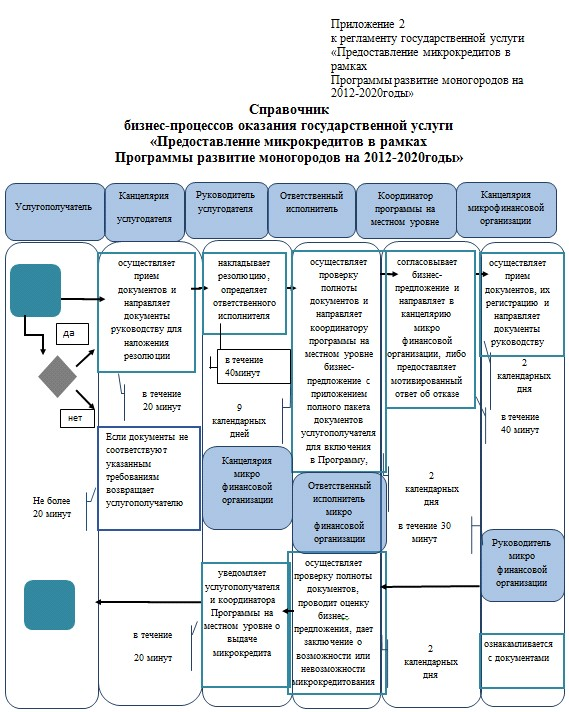 Приложение 2
к регламенту государственной услуги
«Предоставление микрокредитов в
рамках
Программы развитие моногородов на
2012-2020годы»
Справочник
бизнес-процессов оказания государственной услуги
«Предоставление микрокредитов в рамках
Программы развитие моногородов на 2012-2020годы»
Услугополучатель
Канцелярия
услугодателя
Руководитель
услугодателя
Ответственный
исполнитель
Координатор
программы на
местном уровне
Канцелярия
микрофинансовой
организации
осуществляет
прием
документов и
направляет
документы
руководству для
наложения
резолюции
накладывает
резолюцию,
определяет
ответственного
исполнителя
осуществляет
проверку
полноты
документов и
направляет
координатору
программы на
местном уровне
бизнес-
предложение с
приложением
полного пакета
документов
услугополучателя
для включения
в Программу,
согласовывает
бизнес-
предложение и
направляет в
канцелярию
микро
финансовой
организации, либо
предоставляет
мотивированный
ответ об отказе
осуществляет
прием
документов, их
регистрацию и
направляет
документы
руководству
да
нет
в течение
20 минут
в течение
40минут
9
календарных
дней
2
календарных
дня
в течение
40 минут
Если документы не
соответствуют
указанным
требованиям
возвращает
услугополучателю
Не более
20 минут
Канцелярия
микро
финансовой
организации
Ответственный
исполнитель
микро
финансовой
организации
2
календарных
дня
в течение 30
минут
Руководитель
микро
финансовой
организации
уведомляет
услугополучателя
и координатора
Программы на
местном уровне о
выдаче
микрокредита
осуществляет
проверку полноты
документов,
проводит оценку
бизнес-
предложения, дает
заключение о
возможности или
невозможности
микрокредитования
в течение
20 минут
2
календарных
дня
ознакамливается
с документами